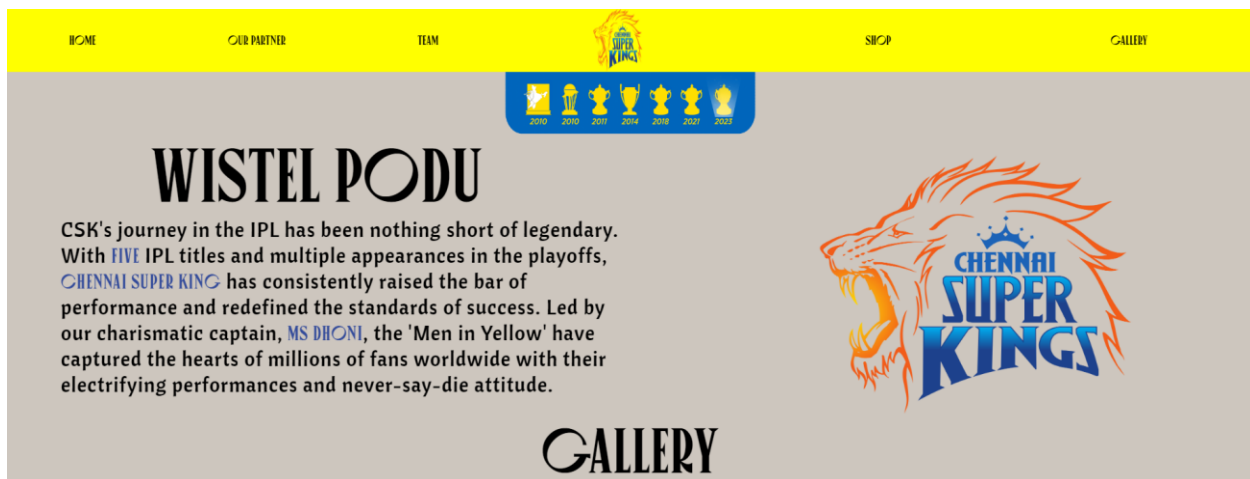 HOME
OUR PARTNER
TEAM
CHENNAI
SUPER
KINGS
SHOP
GALLERY
2010 2010 2011 2014 2018 2021 2023
WISTEL PODU
CSK's journey in the IPL has been nothing short of legendary.
With FIVE IPL titles and multiple appearances in the playoffs,
CHENNAI SUPER KING has consistently raised the bar of
performance and redefined the standards of success. Led by
our charismatic captain, MS DHONI, the 'Men in Yellow' have
captured the hearts of millions of fans worldwide with their
electrifying performances and never-say-die attitude.
CHENNAI
SUPER
KINGS
GALLERY